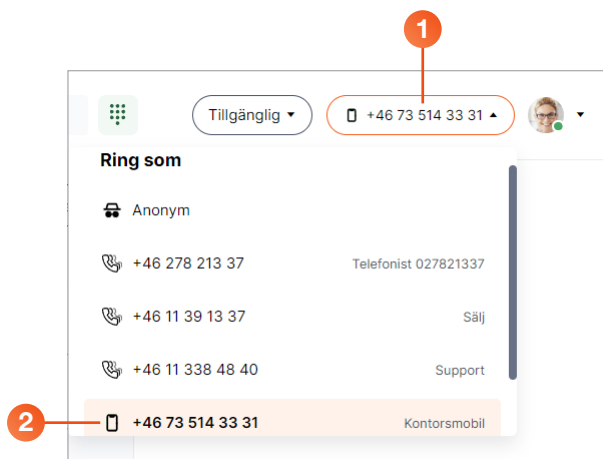 1
Tillgänglig
+46 73 514 33 31
Ring som
Anonym
+46 278 213 37 Telefonist 027821337
+46 11 39 13 37 Sälj
+46 11 338 48 40 Support
2 +46 73 514 33 31 Kontorsmobil